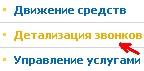 Движение средств
Детализация звонков
Управление услугами